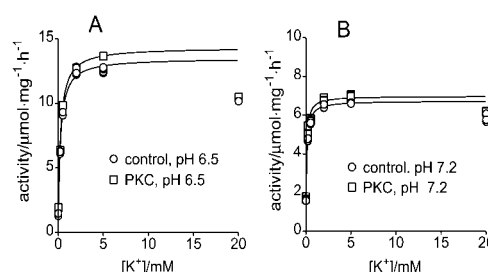 A
activity/μmol·mg⁻¹·h⁻¹
15
10
5
0
control, pH 6.5
PKC, pH 6.5
0 5 10 15 20
[K⁺]/mM
B
activity/μmol·mg⁻¹·h⁻¹
10
8
6
4
2
0
control. pH 7.2
PKC, pH 7.2
0 5 10 15 20
[K⁺]/mM